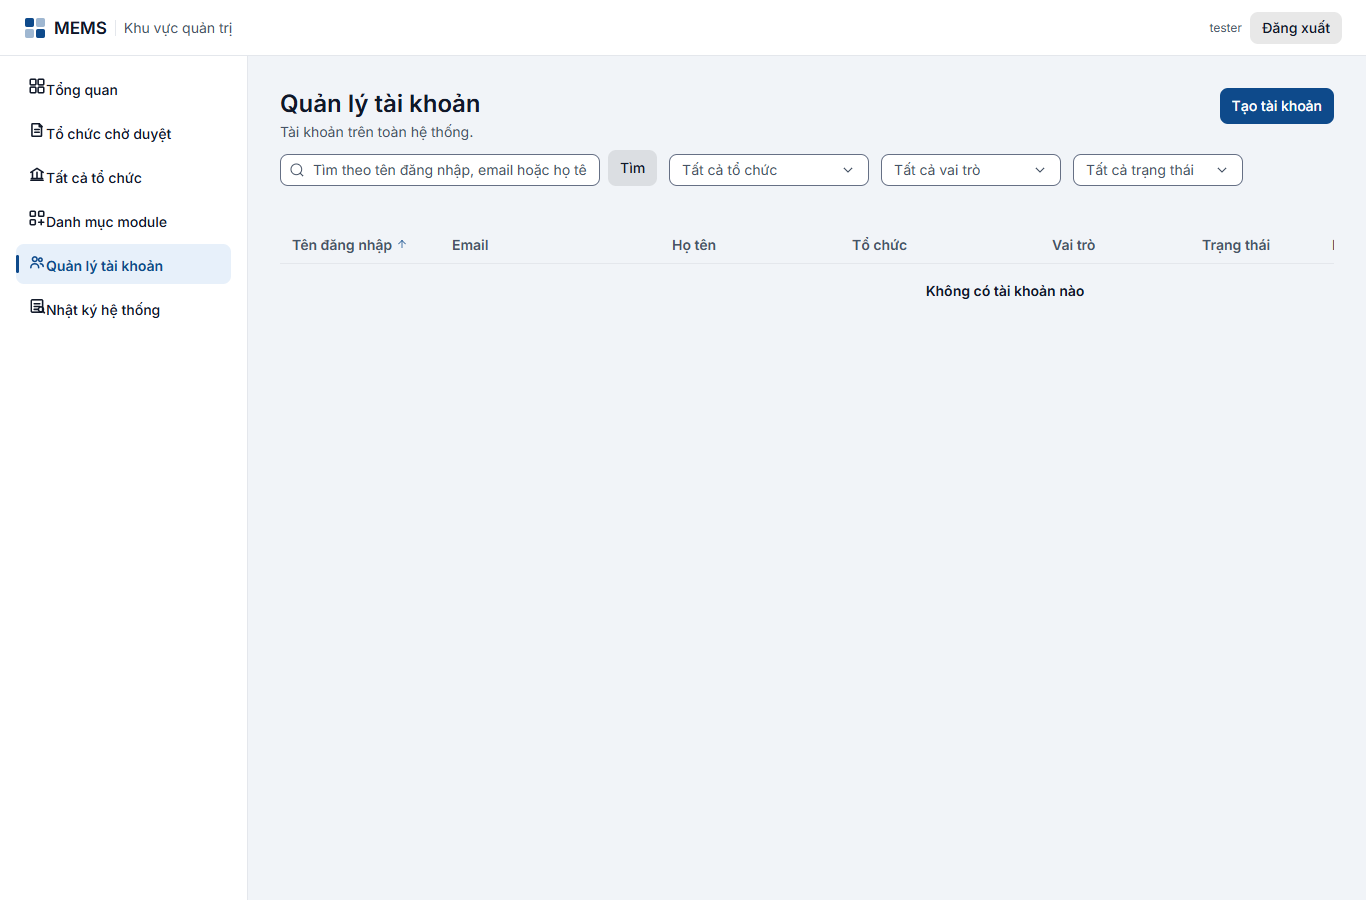 MEMS
Khu vực quản trị
tester
Đăng xuất
Tổng quan
Tổ chức chờ duyệt
Tất cả tổ chức
Danh mục module
Quản lý tài khoản
Nhật ký hệ thống
Quản lý tài khoản
Tài khoản trên toàn hệ thống.
Tạo tài khoản
Tìm theo tên đăng nhập, email hoặc họ tê
Tìm
Tất cả tổ chức
Tất cả vai trò
Tất cả trạng thái
Tên đăng nhập
Email
Họ tên
Tổ chức
Vai trò
Trạng thái
Không có tài khoản nào